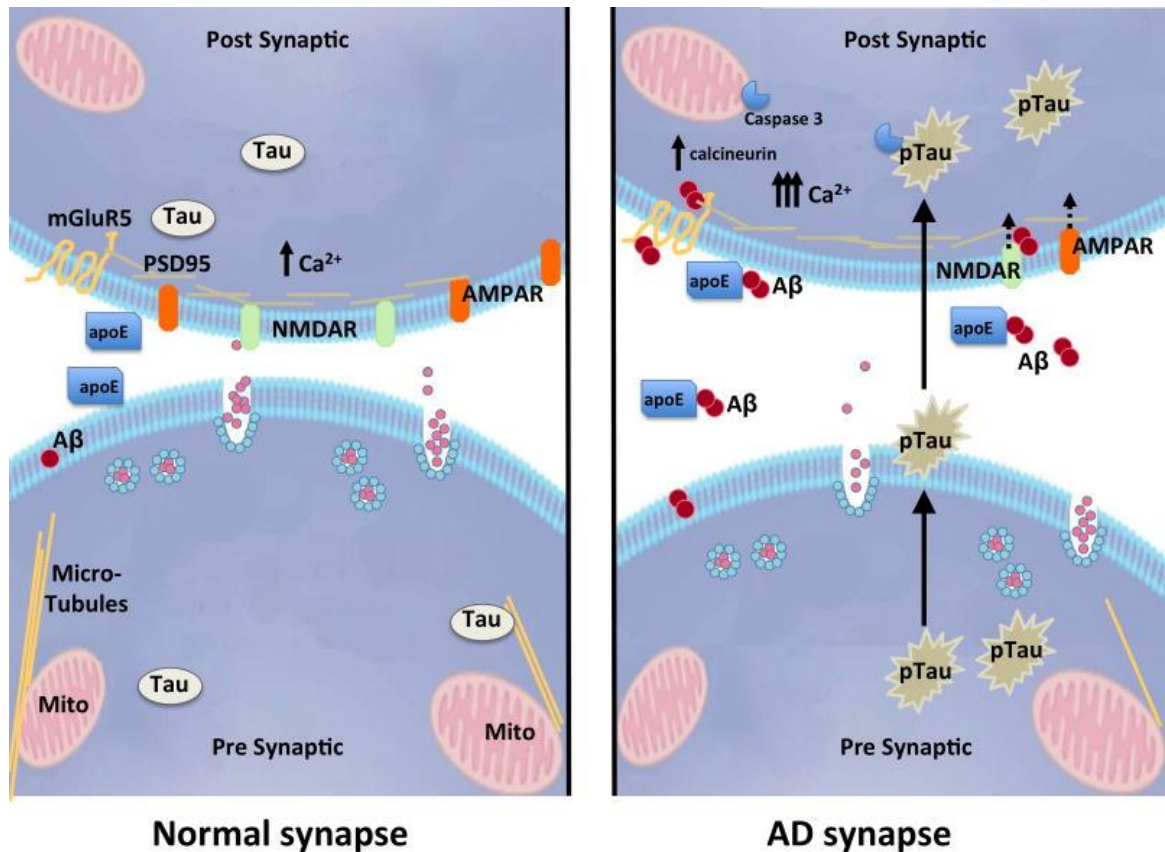 Post Synaptic
Tau
Tau
mGluR5
PSD95
Ca²⁺
AMPAR
NMDAR
apoE
apoE
Aβ
Micro-
Tubules
Tau
Tau
Mito
Mito
Pre Synaptic
Normal synapse
Post Synaptic
pTau
Caspase 3
pTau
calcineurin
Ca²⁺
AMPAR
NMDAR
apoE
Aβ
apoE
Aβ
apoE
Aβ
pTau
pTau
pTau
Pre Synaptic
AD synapse